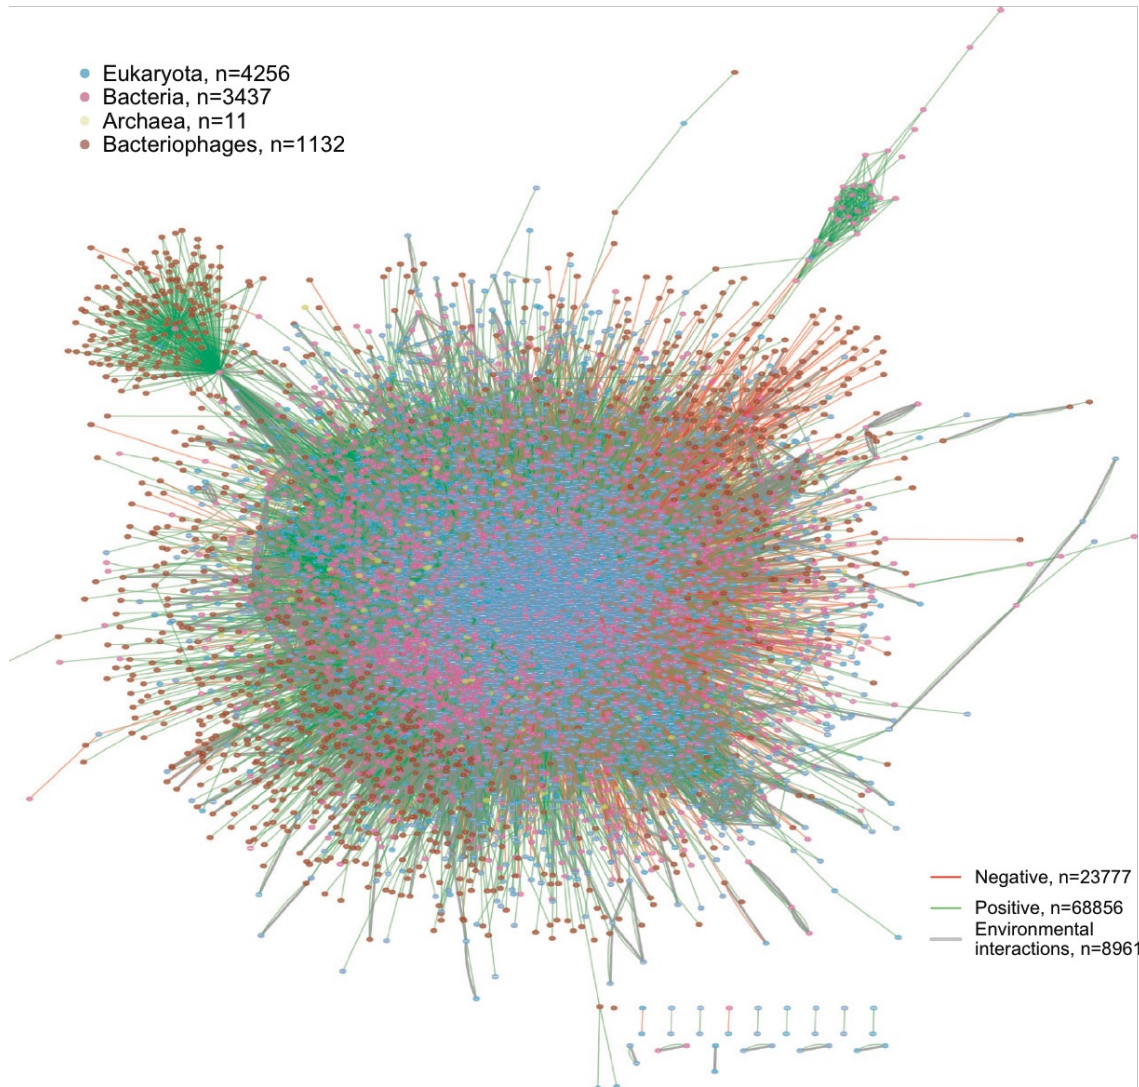 Eukaryota, n=4256
Bacteria, n=3437
Archaea, n=11
Bacteriophages, n=1132
Negative, n=23777
Positive, n=68856
Environmental
interactions, n=8961